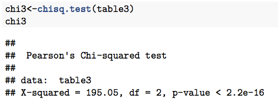 chi3<-chisq.test(table3)
chi3
##
## Pearson's Chi-squared test
##
## data: table3
## X-squared = 195.05, df = 2, p-value < 2.2e-16